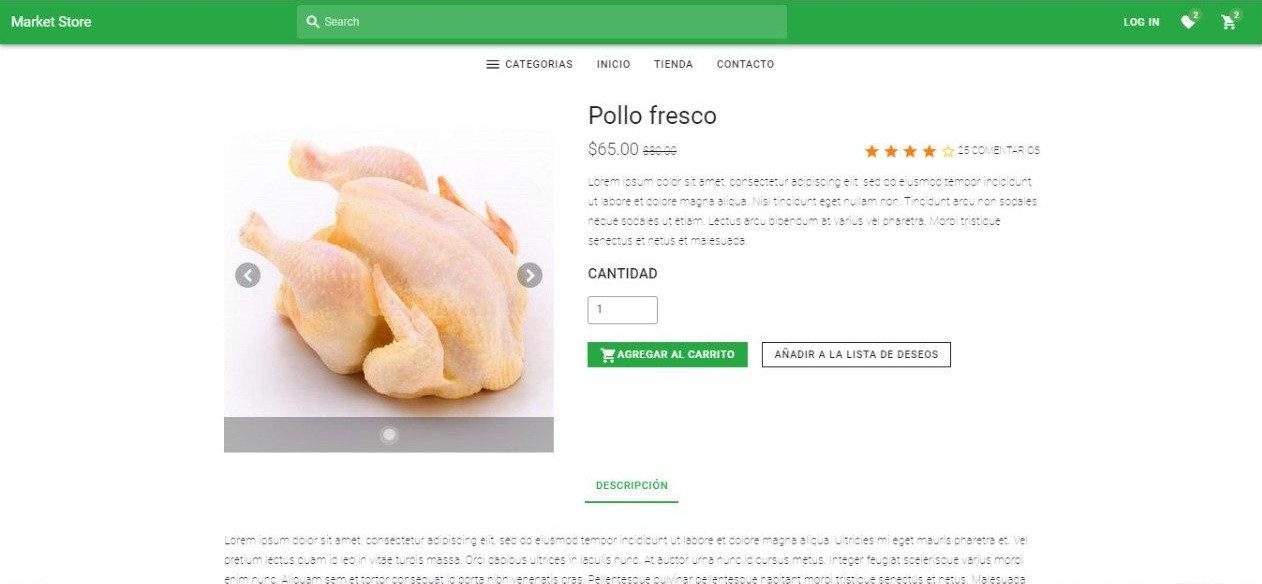 Market Store
Search
LOG IN
2
2
CATEGORIAS
INICIO
TIENDA
CONTACTO
Pollo fresco
$65.00 $80.00
25 COMENTARIOS
Lorem ipsum dolor sit amet, consectetur adipiscing elit, sed do eiusmod tempor incididunt
ut labore et dolore magna aliqua. Nisi tincidunt eget nullam non. Tincidunt arcu non sodales
neque sodales ut etiam. Lectus arcu bibendum at varius vel pharetra. Morbi tristique
senectus et netus et malesuada.
CANTIDAD
1
AGREGAR AL CARRITO
AÑADIR A LA LISTA DE DESEOS
DESCRIPCIÓN
Lorem ipsum dolor sit amet, consectetur adipiscing elit, sed do eiusmod tempor incididunt ut labore et dolore magna aliqua. Ultricies mi eget mauris pharetra et. Vel
pretium lectus quam id leo in vitae turpis massa. Orci dapibus ultrices in iaculis nunc. At auctor urna nunc id cursus metus. Integer feugiat scelerisque varius morbi
enim nunc. Aliquam sem et tortor consequat id porta nibh venenatis cras. Pellentesque pulvinar pellentesque habitant morbi tristique senectus et netus. Malesuada